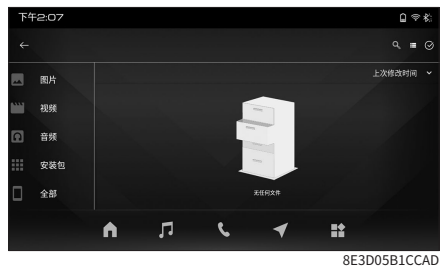 下午2:07
上次修改时间
图片
视频
音频
安装包
全部
无任何文件
8E3D05B1CCAD